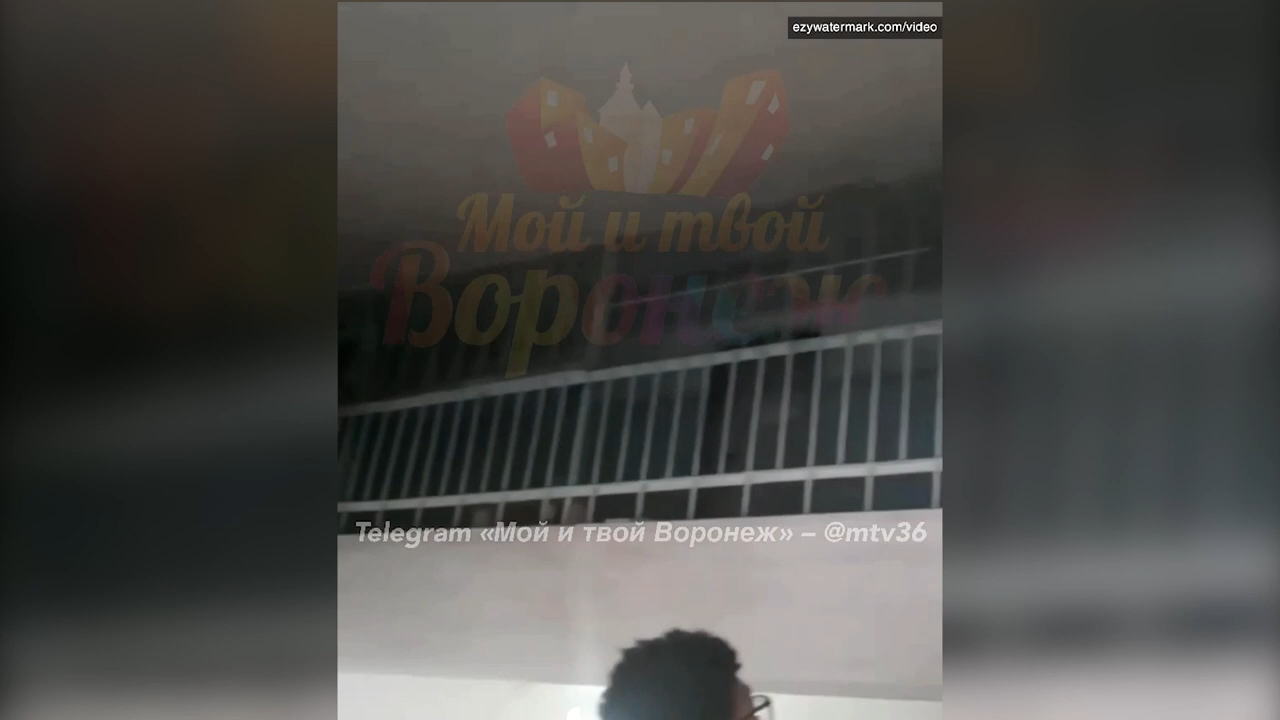 ezywatermark.com/video
Мой и твой
Воронеж
Telegram «Мой и твой Воронеж» – @mtv36